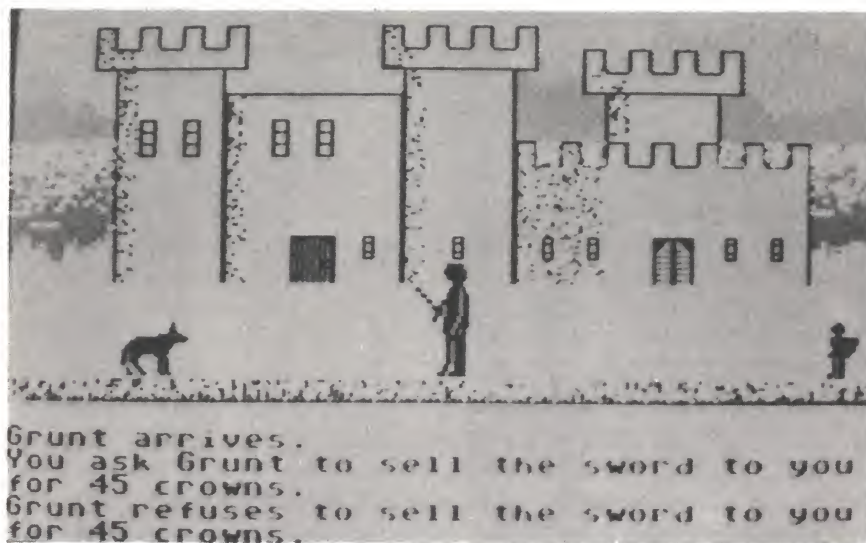 Grunt arrives.
You ask Grunt to sell the sword to you
for 45 crowns.
Grunt refuses to sell the sword to you
for 45 crowns.